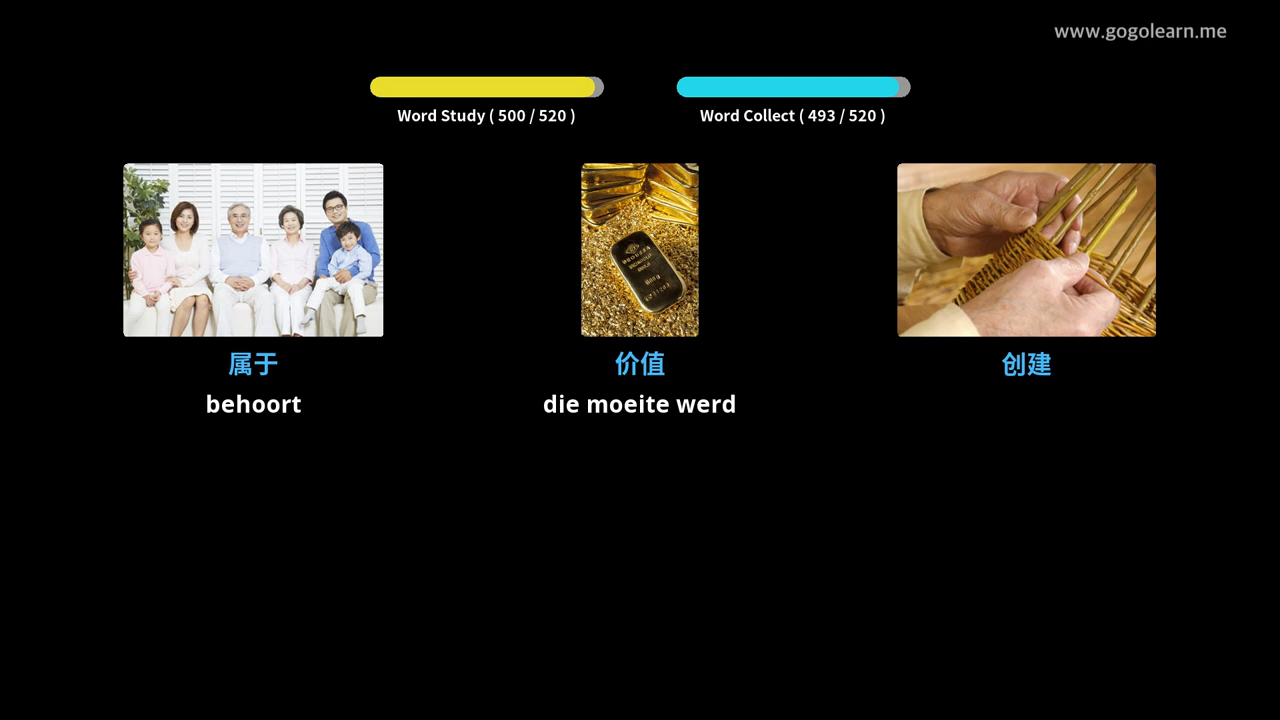 www.gogolearn.me
Word Study ( 500 / 520 )
Word Collect ( 493 / 520 )
属于
价值
创建
behoort
die moeite werd